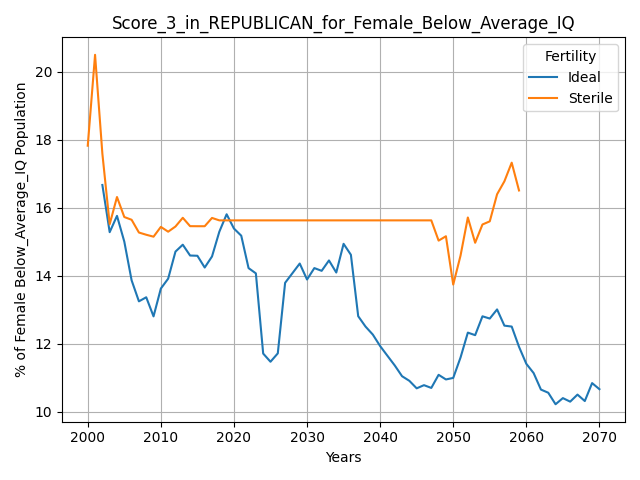 Score_3_in_REPUBLICAN_for_Female_Below_Average_IQ
% of Female Below_Average_IQ Population
20
18
16
14
12
10
Fertility
Ideal
Sterile
2000 2010 2020 2030 2040 2050 2060 2070
Years